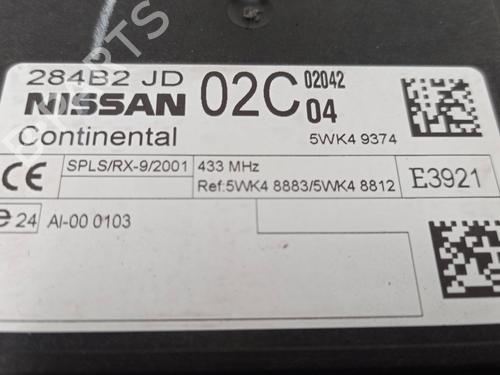 284B2 JD
NISSAN
02C
02042
04
Continental
5WK4 9374
CE
SPLS/RX-9/2001
433 MHz
Ref:5WK4 8883/5WK4 8812
E3921
e 24
AI-00 0103